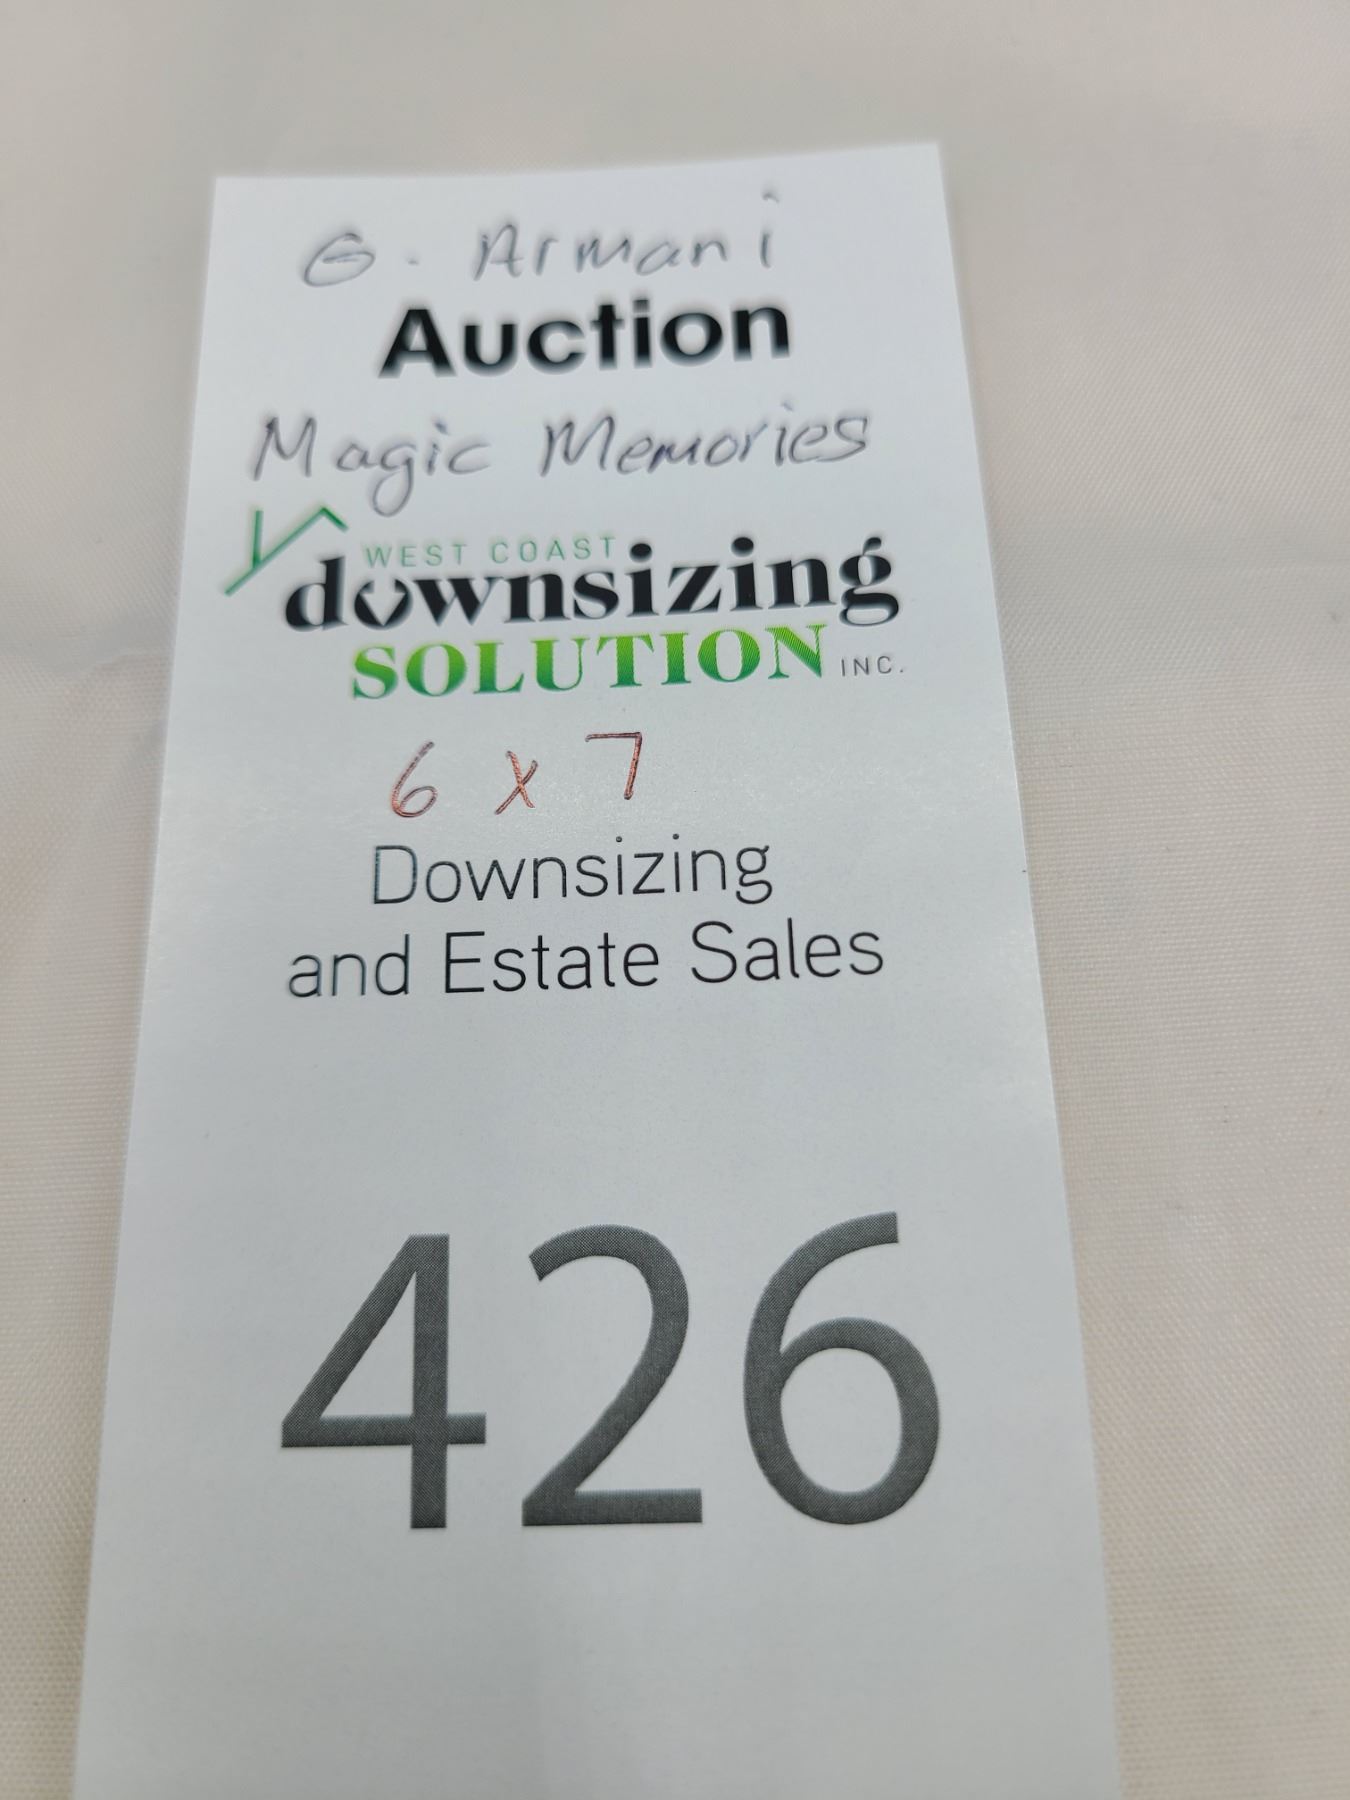 G. Armani
Auction
Magic Memories
WEST COAST
downsizing
SOLUTION INC.
6 x 7
Downsizing
and Estate Sales
426